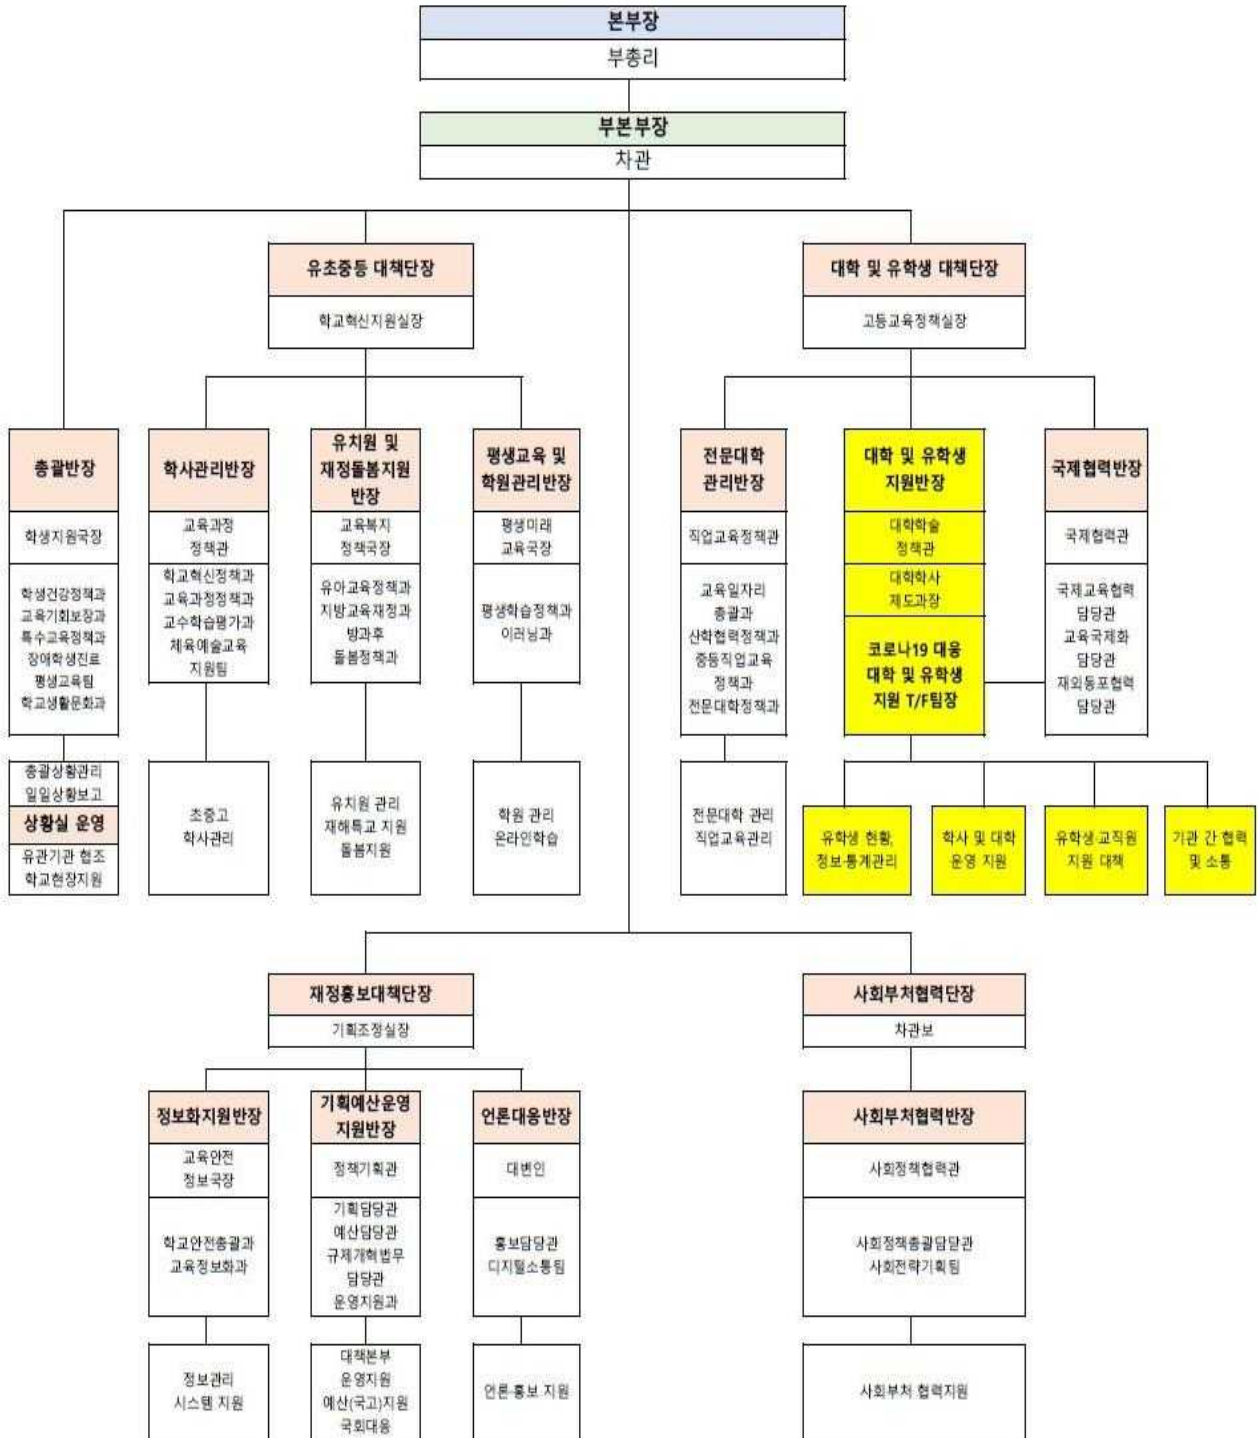 본부장
부총리
부본부장
차관
유초중등 대책단장
학교혁신지원실장
대학 및 유학생 대책단장
고등교육정책실장
총괄반장
학생지원국장
학생건강정책과
교육기회보장과
특수교육정책과
장애학생진로
평생교육팀
학교생활문화과
총괄상황관리
일일상황보고
상황실 운영
유관기관 협조
학교현장지원
학사관리반장
교육과정
정책관
학교혁신정책과
교육과정정책과
교수학습평가과
체육예술교육
지원팀
초중고
학사관리
유치원 및
재정돌봄지원
반장
교육복지
정책국장
유아교육정책과
지방교육재정과
방과후
돌봄정책과
유치원 관리
재해특교 지원
돌봄지원
평생교육 및
학원관리반장
평생미래
교육국장
평생학습정책과
이러닝과
학원 관리
온라인학습
전문대학
관리반장
직업교육정책관
교육일자리
총괄과
산학협력정책과
중등직업교육
정책과
전문대학정책과
전문대학 관리
직업교육관리
대학 및 유학생
지원반장
대학학술
정책관
대학학사
제도과장
코로나19 대응
대학 및 유학생
지원 T/F팀장
국제협력반장
국제협력관
국제교육협력
담당관
교육국제화
담당관
재외동포협력
담당관
유학생 현황,
정보·통계관리
학사 및 대학
운영 지원
유학생·교직원
지원 대책
기관 간 협력
및 소통
재정홍보대책단장
기획조정실장
사회부처협력단장
차관보
정보화지원반장
교육안전
정보국장
학교안전총괄과
교육정보화과
정보관리
시스템 지원
기획예산운영
지원반장
정책기획관
기획담당관
예산담당관
규제개혁법무
담당관
운영지원과
대책본부
운영지원
예산(국고)지원
국회대응
언론대응반장
대변인
홍보담당관
디지털소통팀
언론·홍보 지원
사회부처협력반장
사회정책협력관
사회정책총괄담당관
사회전략기획팀
사회부처 협력지원